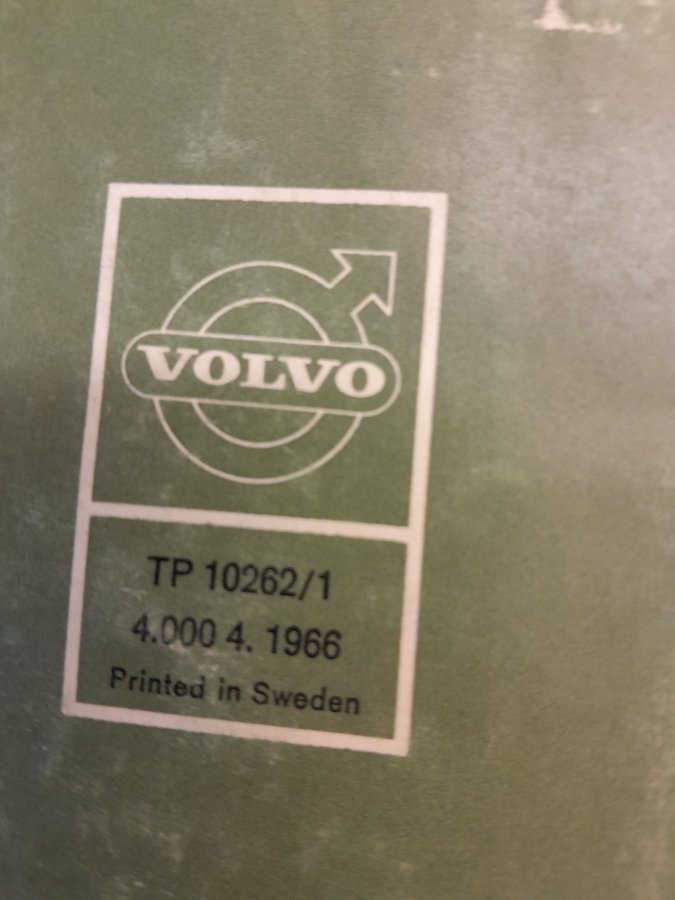 VOLVO
TP 10262/1
4.000 4. 1966
Printed in Sweden